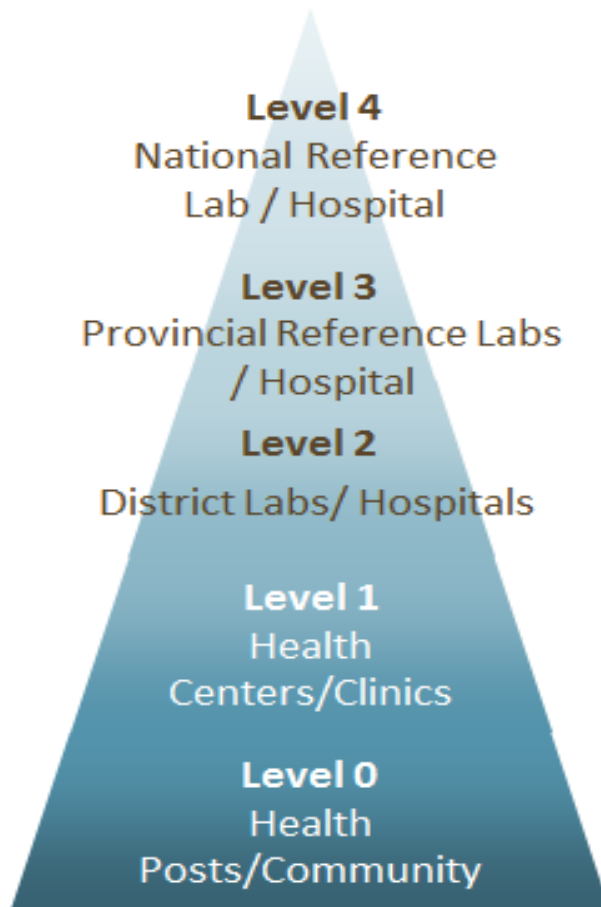 Level 4
National Reference
Lab / Hospital
Level 3
Provincial Reference Labs
/ Hospital
Level 2
District Labs/ Hospitals
Level 1
Health
Centers/Clinics
Level 0
Health
Posts/Community